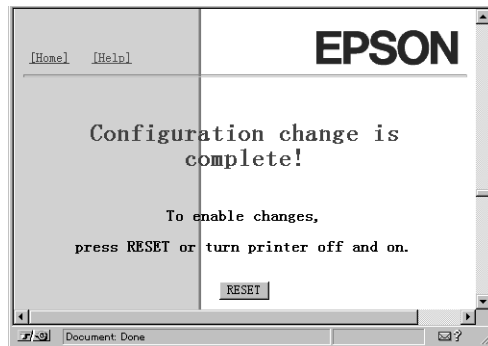 EPSON
[Home] [Help]
Configuration change is
complete!
To enable changes,
press RESET or turn printer off and on.
RESET
Document: Done
?